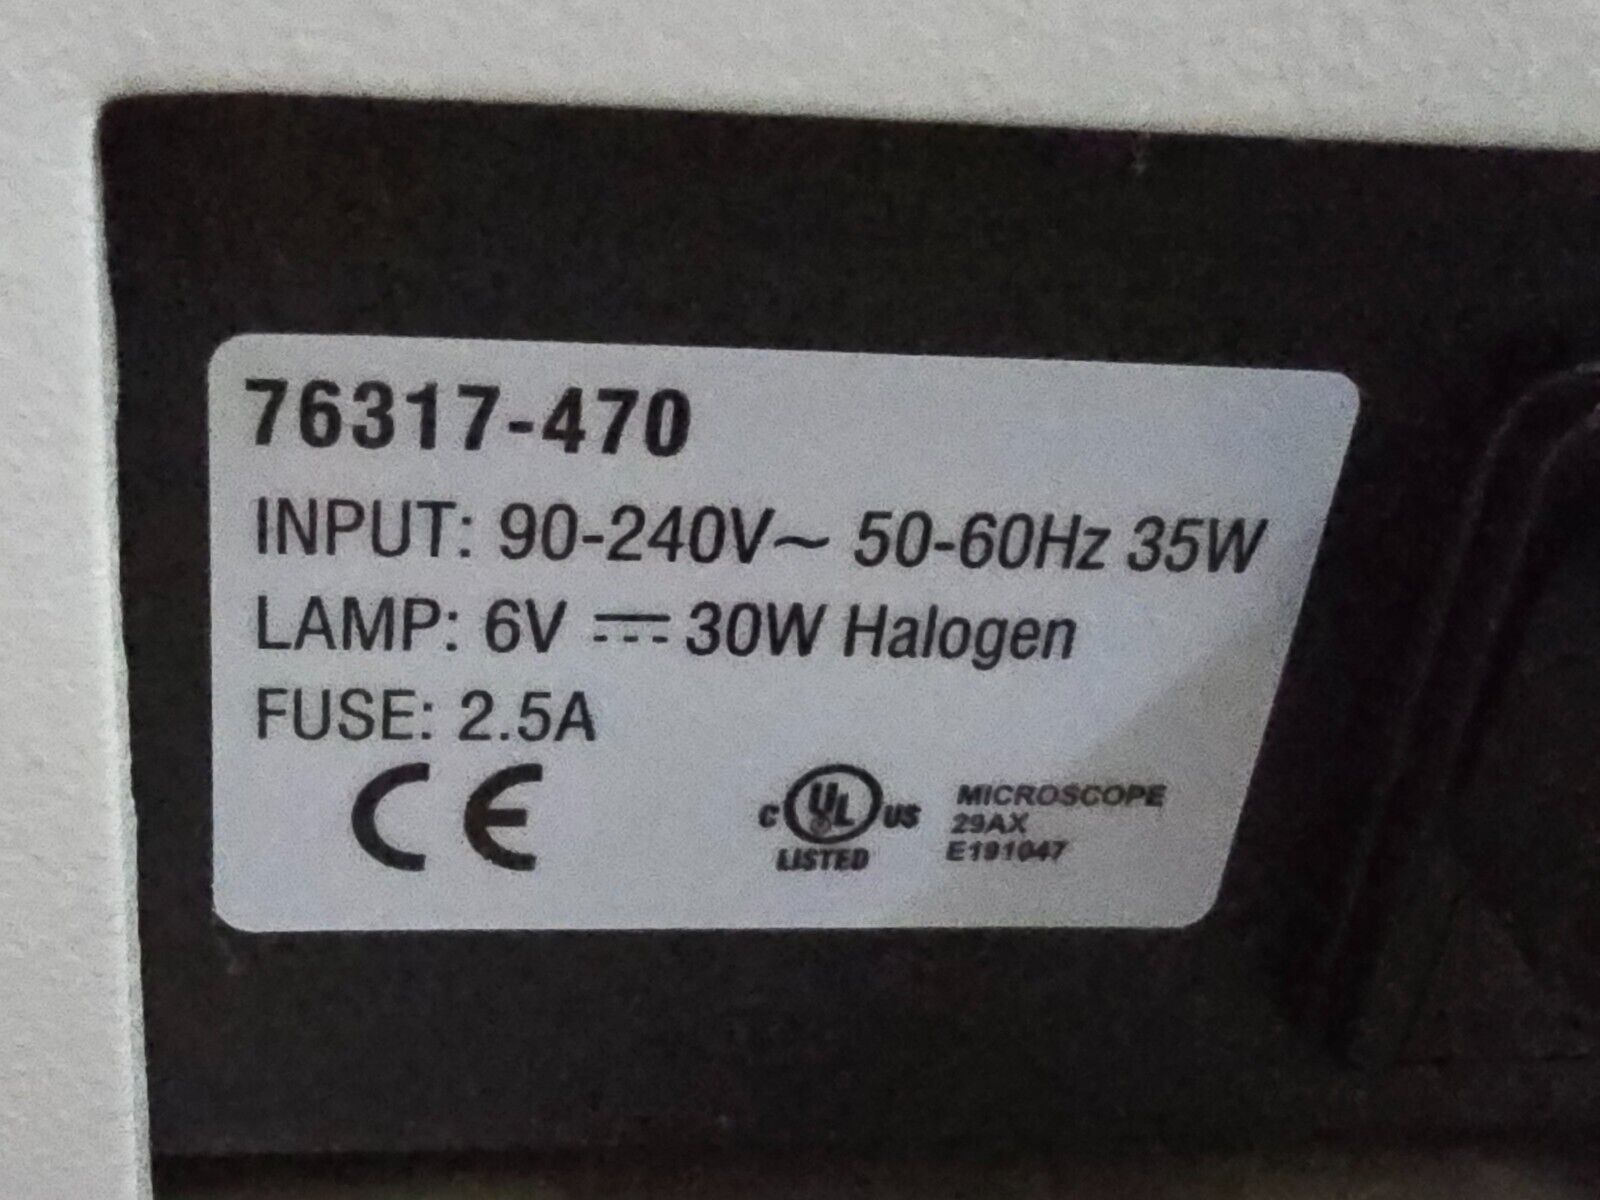 76317-470
INPUT: 90-240V~ 50-60Hz 35W
LAMP: 6V ⎓ 30W Halogen
FUSE: 2.5A
CE
C UL US
LISTED
MICROSCOPE
29AX
E191047